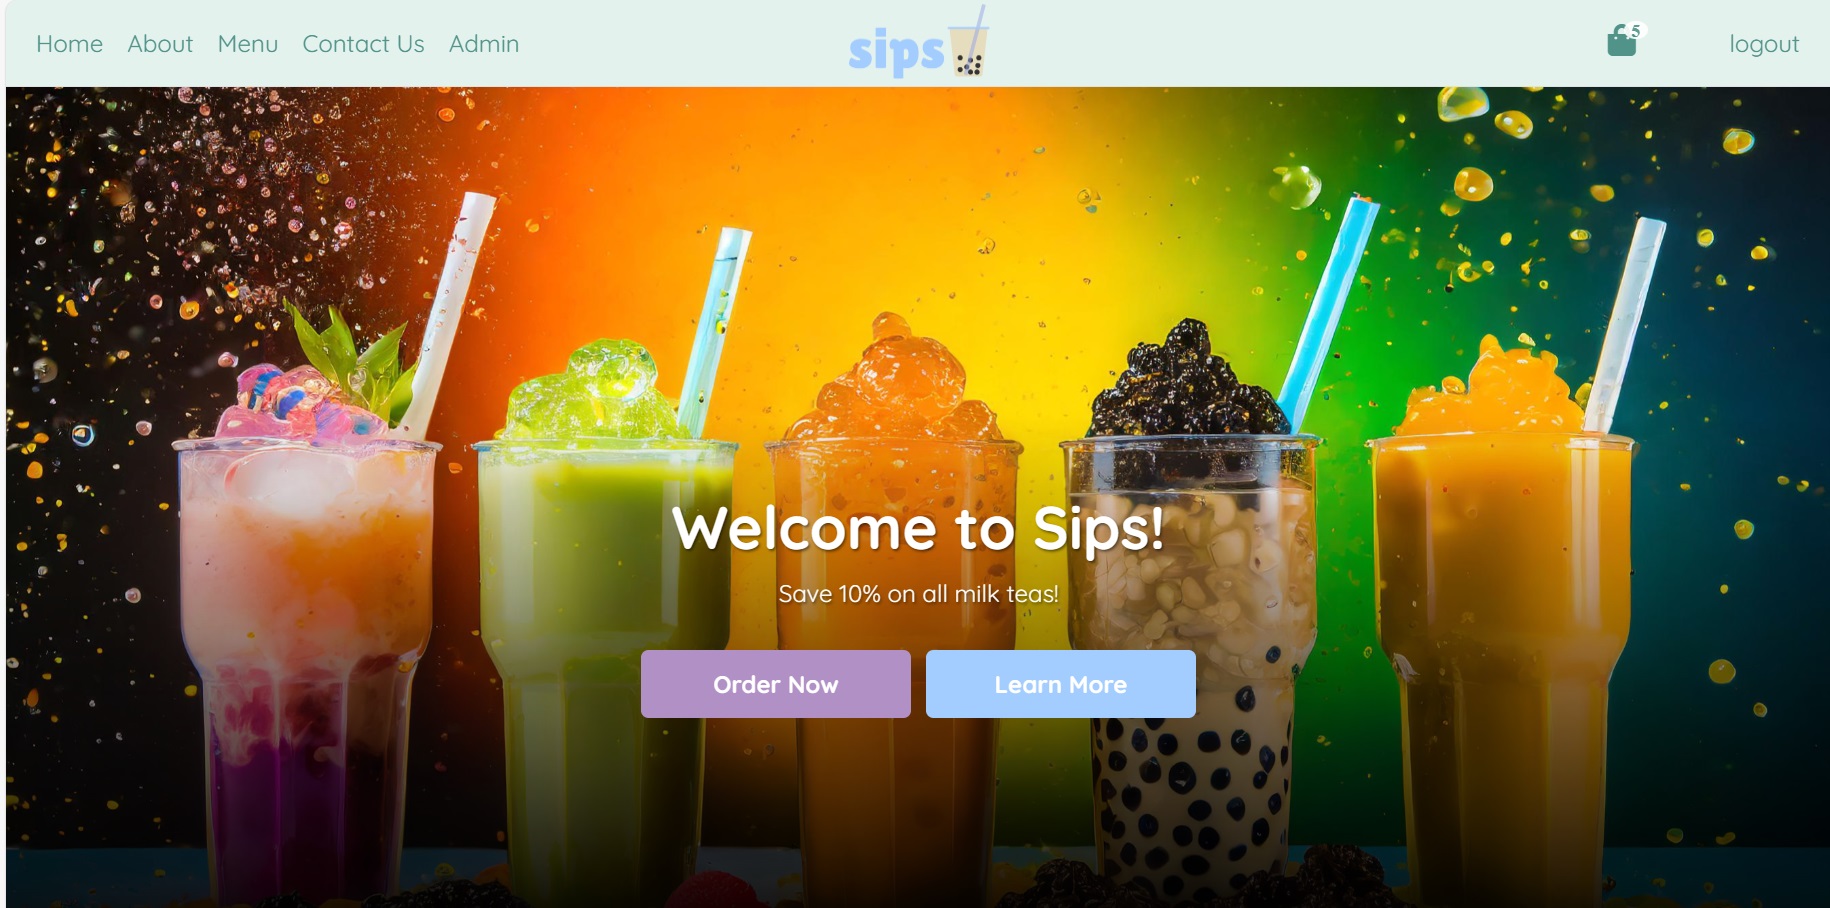 Home About Menu Contact Us Admin
sips
5
logout
Welcome to Sips!
Save 10% on all milk teas!
Order Now Learn More